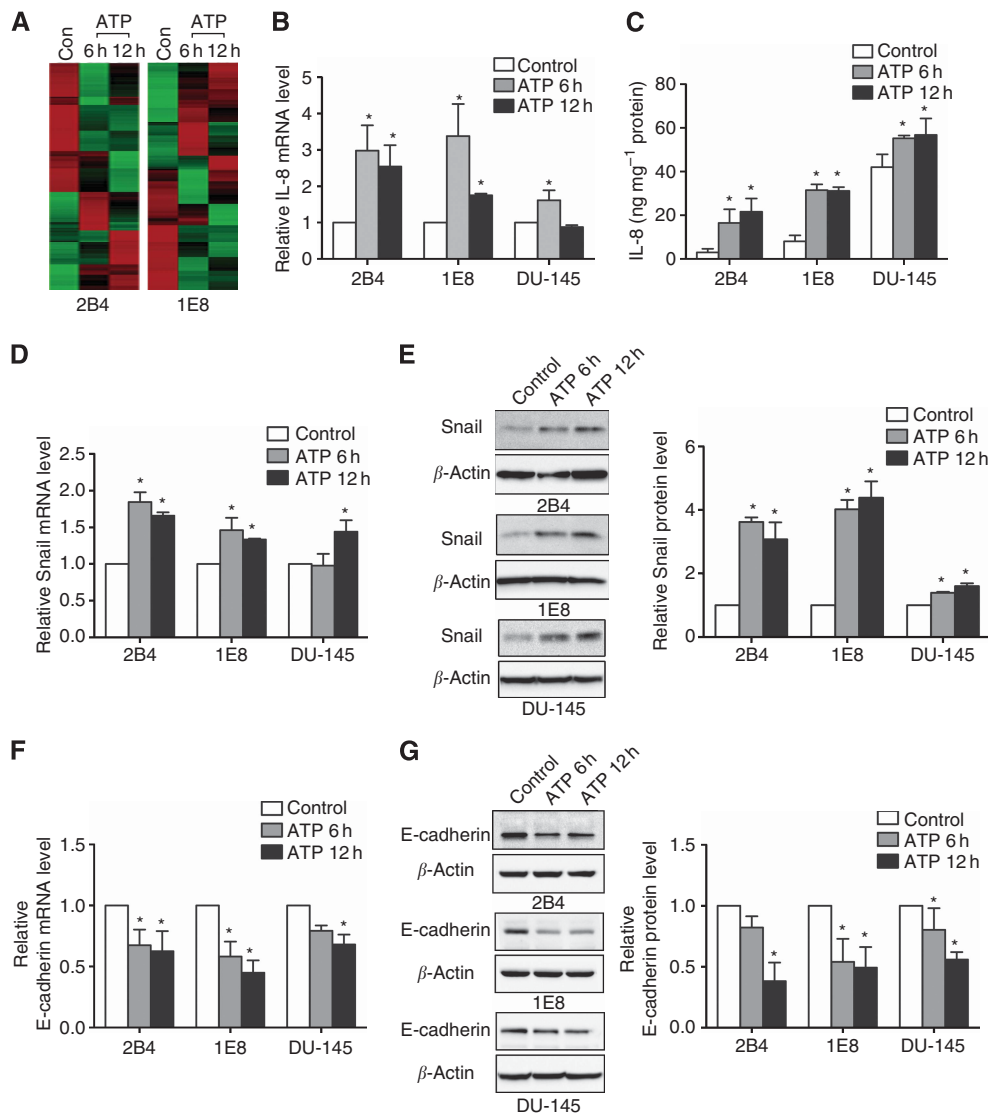 A
Con
ATP
6 h 12 h
Con
ATP
6 h 12 h
2B4
1E8
B
Control
ATP 6 h
ATP 12 h
Relative IL-8 mRNA level
5
4
3
2
1
0
* * * * *
2B4 1E8 DU-145
C
Control
ATP 6 h
ATP 12 h
IL-8 (ng mg⁻¹ protein)
80
60
40
20
0
* * * * * *
2B4 1E8 DU-145
D
Control
ATP 6 h
ATP 12 h
Relative Snail mRNA level
2.5
2.0
1.5
1.0
0.5
0.0
* * * * *
2B4 1E8 DU-145
E
Control
ATP 6 h
ATP 12 h
Snail
β-Actin
2B4
Snail
β-Actin
1E8
Snail
β-Actin
DU-145
Control
ATP 6 h
ATP 12 h
Relative Snail protein level
6
4
2
0
* * * * * *
2B4 1E8 DU-145
F
Control
ATP 6 h
ATP 12 h
Relative
E-cadherin mRNA level
1.5
1.0
0.5
0.0
* * * * *
2B4 1E8 DU-145
G
Control
ATP 6 h
ATP 12 h
E-cadherin
β-Actin
2B4
E-cadherin
β-Actin
1E8
E-cadherin
β-Actin
DU-145
Control
ATP 6 h
ATP 12 h
Relative
E-cadherin protein level
1.5
1.0
0.5
0.0
* * * * *
2B4 1E8 DU-145